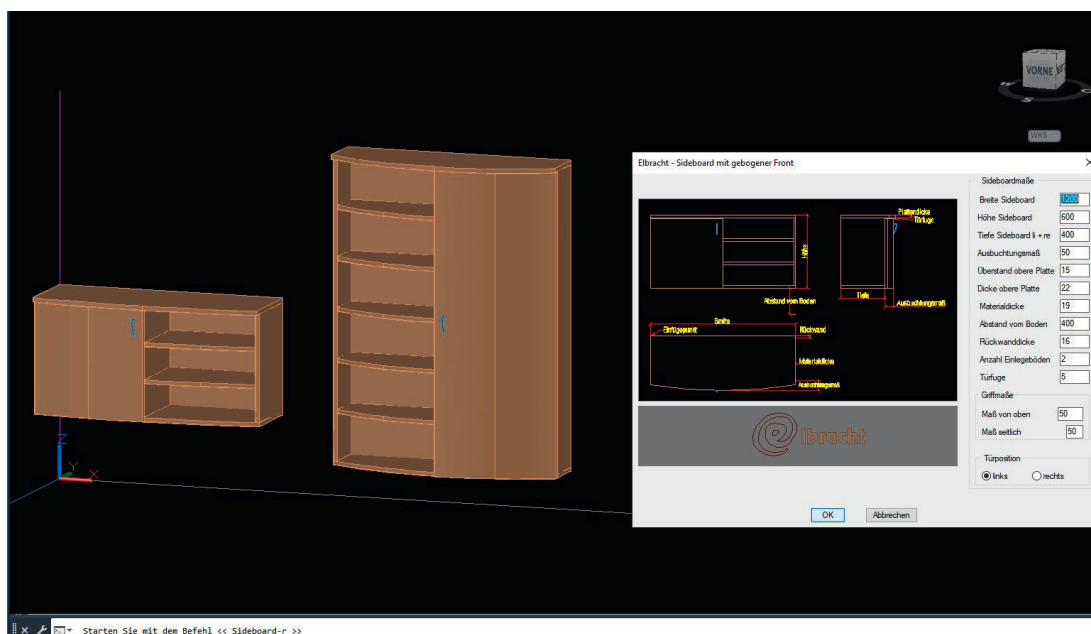 VORNE
S
WKS
Elbracht - Sideboard mit gebogener Front
Sideboardmaße
Breite Sideboard 1200
Höhe Sideboard 600
Tiefe Sideboard li + re 400
Ausbuchtungsmaß 50
Überstand obere Platte 15
Dicke obere Platte 22
Materialdicke 19
Abstand vom Boden 400
Rückwanddicke 16
Anzahl Einlegeböden 2
Türfuge 5
Griffmaße
Maß von oben 50
Maß seitlich 50
Türposition
links rechts
Plattendicke
Türfuge
Höhe
Abstand vom Boden
Tiefe
Ausbuchtungsmaß
Breite
Einfügepunkt
Rückwand
Materialdicke
Ausbuchtungsmaß
elbracht
OK Abbrechen
Z
Y
X
Starten Sie mit dem Befehl << Sideboard-r >>